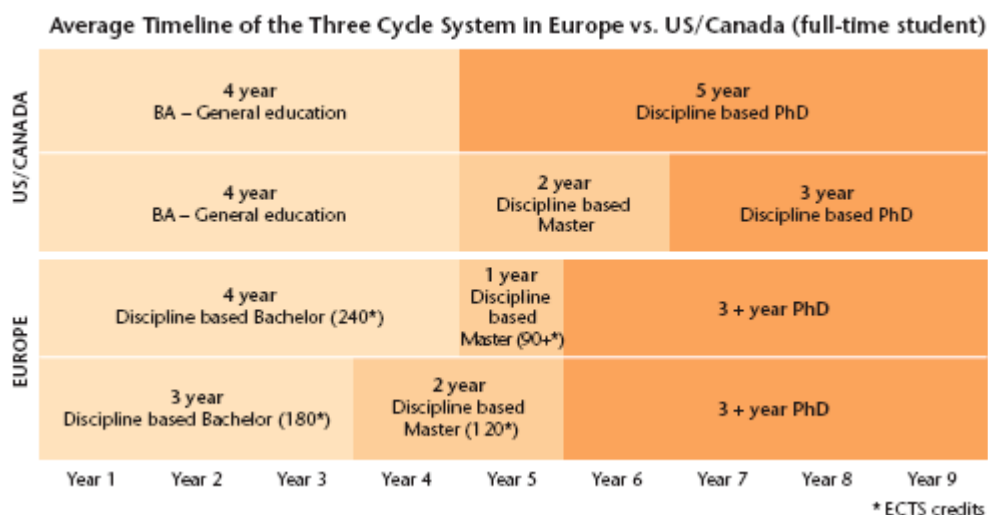 Average Timeline of the Three Cycle System in Europe vs. US/Canada (full-time student)
US/CANADA
4 year
BA – General education
5 year
Discipline based PhD
4 year
BA – General education
2 year
Discipline based
Master
3 year
Discipline based PhD
EUROPE
4 year
Discipline based Bachelor (240*)
1 year
Discipline
based
Master (90+*)
3 + year PhD
3 year
Discipline based Bachelor (180*)
2 year
Discipline based
Master (120*)
3 + year PhD
Year 1 Year 2 Year 3 Year 4 Year 5 Year 6 Year 7 Year 8 Year 9
* ECTS credits